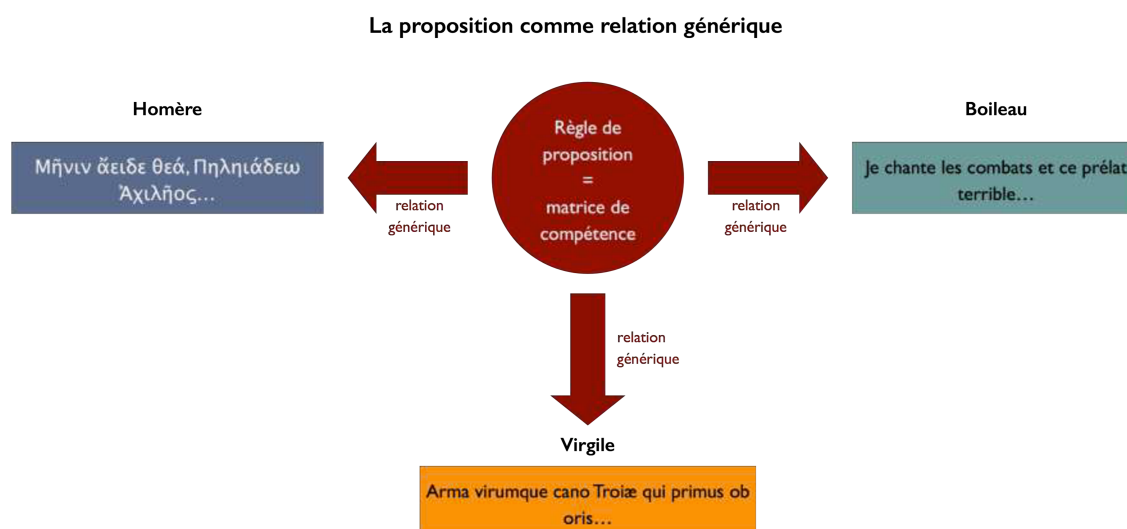 La proposition comme relation générique
Homère
Μῆνιν ἄειδε θεά, Πηληιάδεω
Ἀχιλῆος…
relation
générique
Règle de
proposition
=
matrice de
compétence
relation
générique
Boileau
Je chante les combats et ce prélat
terrible…
relation
générique
Virgile
Arma virumque cano Troiæ qui primus ob
oris…